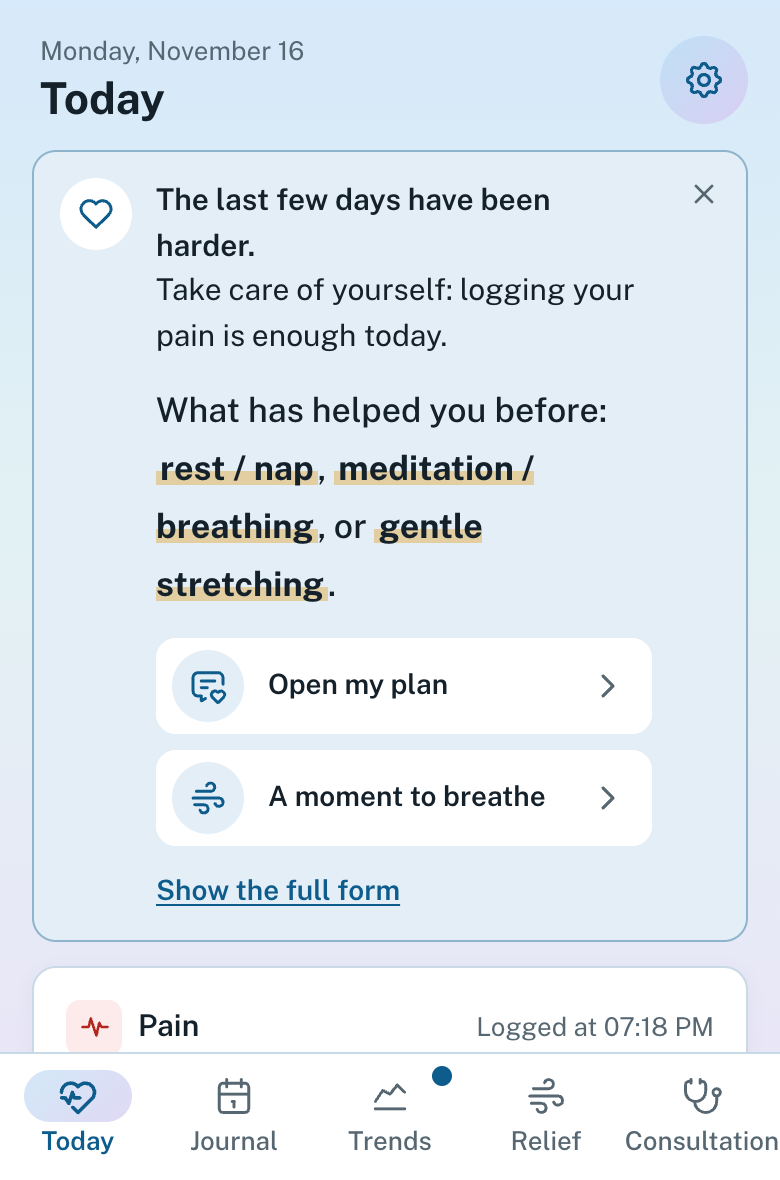 Monday, November 16
Today
The last few days have been
harder.
Take care of yourself: logging your
pain is enough today.
What has helped you before:
rest / nap, meditation /
breathing, or gentle
stretching.
Open my plan
A moment to breathe
Show the full form
Pain
Logged at 07:18 PM
Today
Journal
Trends
Relief
Consultation